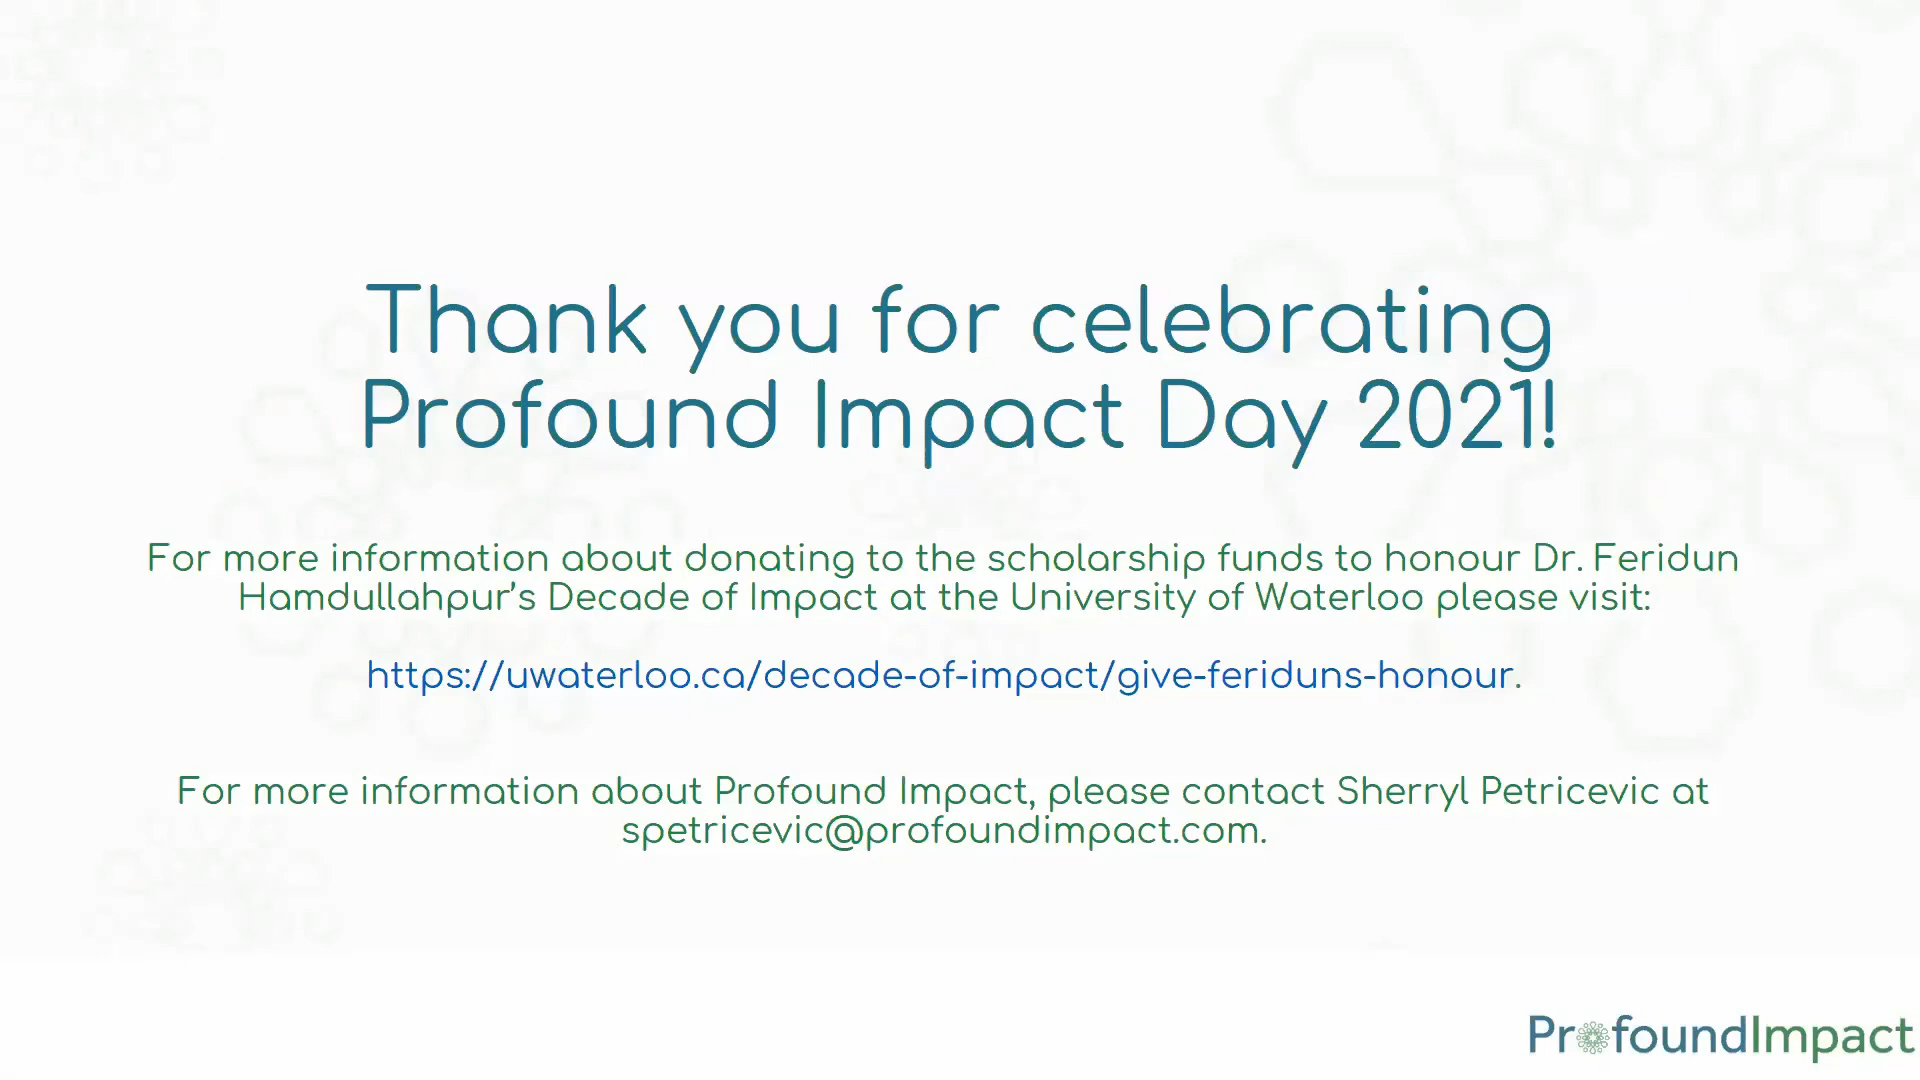 Thank you for celebrating
Profound Impact Day 2021!
For more information about donating to the scholarship funds to honour Dr. Feridun
Hamdullahpur’s Decade of Impact at the University of Waterloo please visit:
https://uwaterloo.ca/decade-of-impact/give-feriduns-honour.
For more information about Profound Impact, please contact Sherryl Petricevic at
spetricevic@profoundimpact.com.
ProfoundImpact